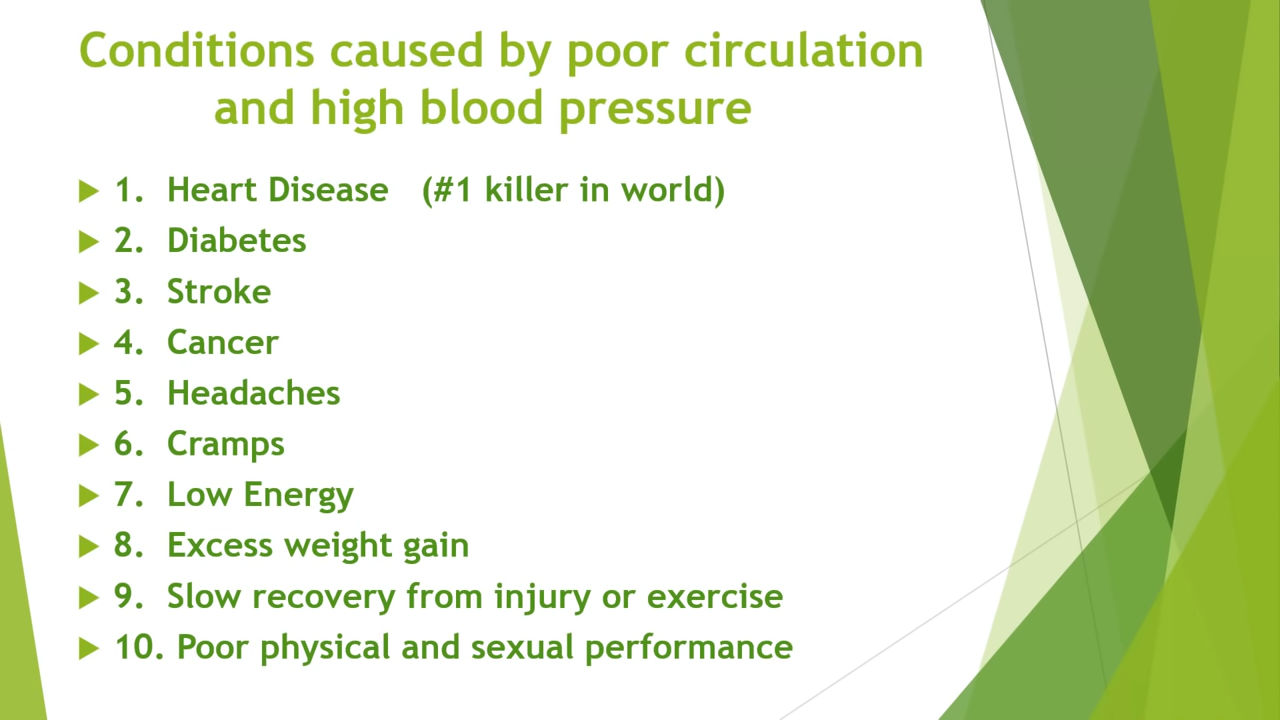 Conditions caused by poor circulation
and high blood pressure
1. Heart Disease (#1 killer in world)
2. Diabetes
3. Stroke
4. Cancer
5. Headaches
6. Cramps
7. Low Energy
8. Excess weight gain
9. Slow recovery from injury or exercise
10. Poor physical and sexual performance